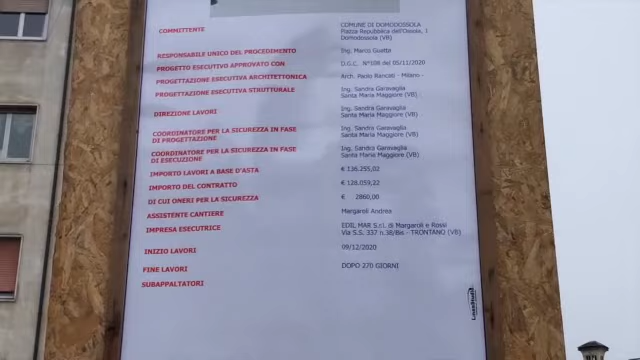 COMMITTENTE COMUNE DI DOMODOSSOLA
Piazza Repubblica dell'Ossola, 1
Domodossola (VB)
RESPONSABILE UNICO DEL PROCEDIMENTO Ing. Marco Guetta
PROGETTO ESECUTIVO APPROVATO CON D.G.C. N°108 del 05/11/2020
PROGETTAZIONE ESECUTIVA ARCHITETTONICA Arch. Paolo Rancati - Milano -
PROGETTAZIONE ESECUTIVA STRUTTURALE Ing. Sandra Garavaglia
Santa Maria Maggiore (VB)
DIREZIONE LAVORI Ing. Sandra Garavaglia
Santa Maria Maggiore (VB)
COORDINATORE PER LA SICUREZZA IN FASE Ing. Sandra Garavaglia
DI PROGETTAZIONE Santa Maria Maggiore (VB)
COORDINATORE PER LA SICUREZZA IN FASE Ing. Sandra Garavaglia
DI ESECUZIONE Santa Maria Maggiore (VB)
IMPORTO LAVORI A BASE D'ASTA € 136.255,02
IMPORTO DEL CONTRATTO € 128.059,22
DI CUI ONERI PER LA SICUREZZA € 2860,00
ASSISTENTE CANTIERE Margaroli Andrea
IMPRESA ESECUTRICE EDIL MAR S.r.l. di Margaroli e Rossi
Via S.S. 337 n.38/Bis - TRONTANO (VB)
INIZIO LAVORI 09/12/2020
FINE LAVORI DOPO 270 GIORNI
SUBAPPALTATORI